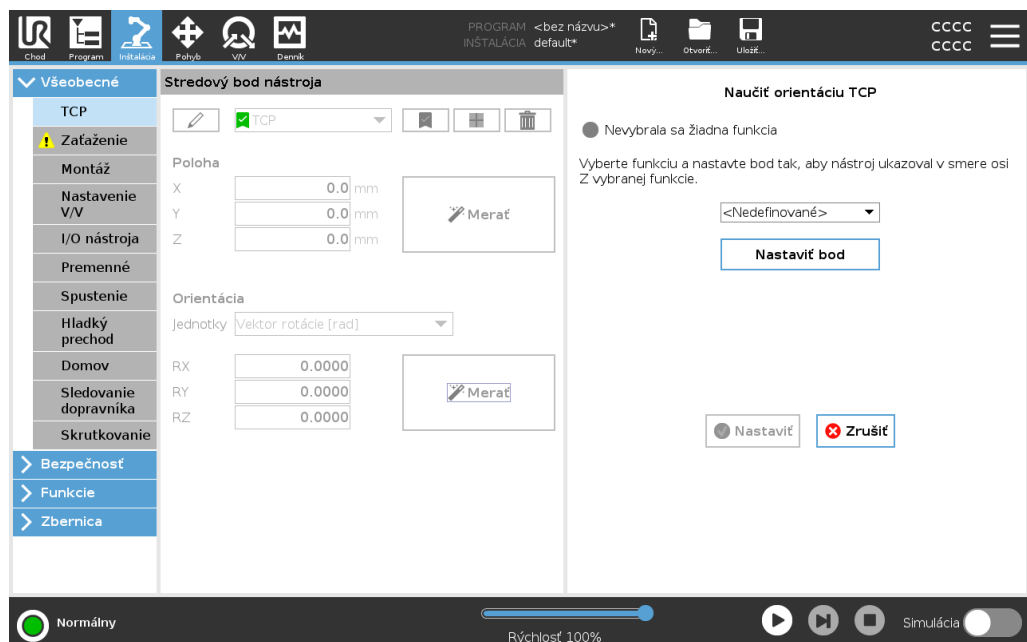 PROGRAM <bez názvu>*
INŠTALÁCIA default*
Chod
Program
Inštalácia
Pohyb
V/V
Denník
Nový...
Otvoriť...
Uložiť...
CCCC
CCCC
Všeobecné
TCP
Zaťaženie
Montáž
Nastavenie
V/V
I/O nástroja
Premenné
Spustenie
Hladký
prechod
Domov
Sledovanie
dopravníka
Skrutkovanie
Bezpečnosť
Funkcie
Zbernica
Stredový bod nástroja
TCP
Poloha
X 0.0 mm
Y 0.0 mm
Z 0.0 mm
Merať
Orientácia
Jednotky Vektor rotácie [rad]
RX 0.0000
RY 0.0000
RZ 0.0000
Merať
Naučiť orientáciu TCP
Nevybrala sa žiadna funkcia
Vyberte funkciu a nastavte bod tak, aby nástroj ukazoval v smere osi
Z vybranej funkcie.
<Nedefinované>
Nastaviť bod
Nastaviť
Zrušiť
Normálny
Rýchlosť 100%
Simulácia